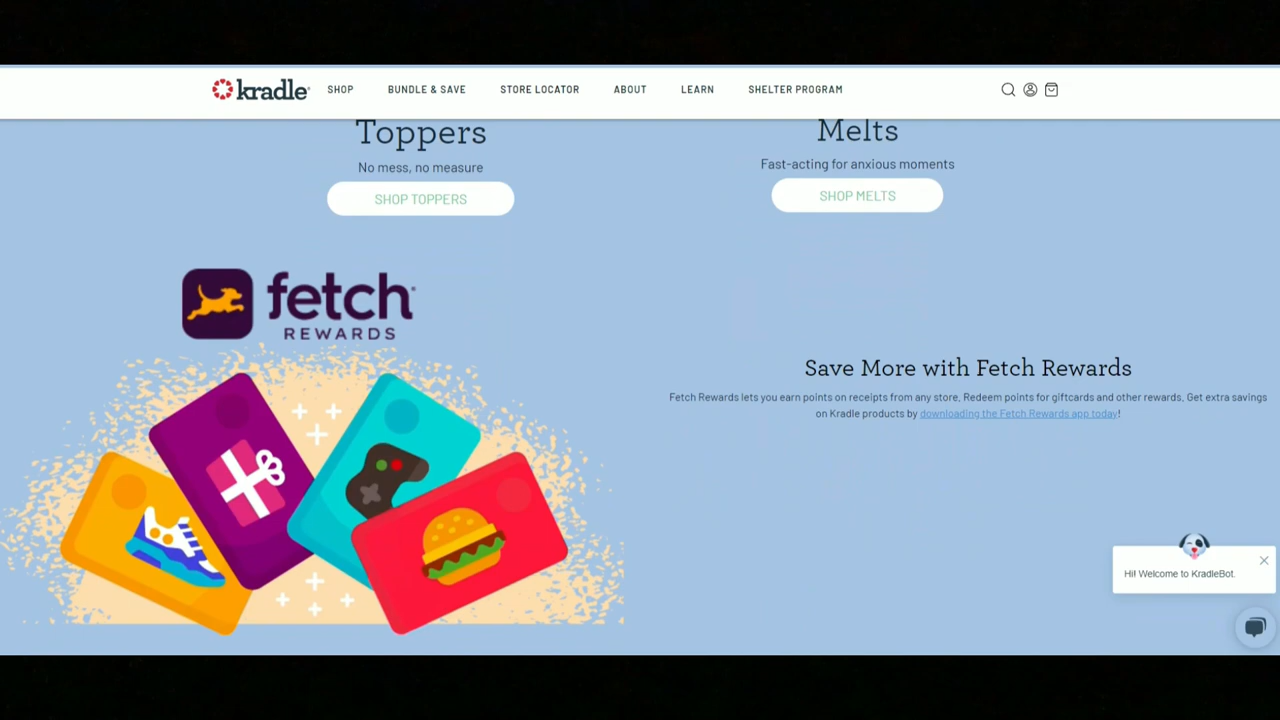 kradle
SHOP
BUNDLE & SAVE
STORE LOCATOR
ABOUT
LEARN
SHELTER PROGRAM
Toppers
No mess, no measure
SHOP TOPPERS
Melts
Fast-acting for anxious moments
SHOP MELTS
fetch
REWARDS
Save More with Fetch Rewards
Fetch Rewards lets you earn points on receipts from any store. Redeem points for giftcards and other rewards. Get extra savings
on Kradle products by downloading the Fetch Rewards app today!
Hi! Welcome to KradleBot.